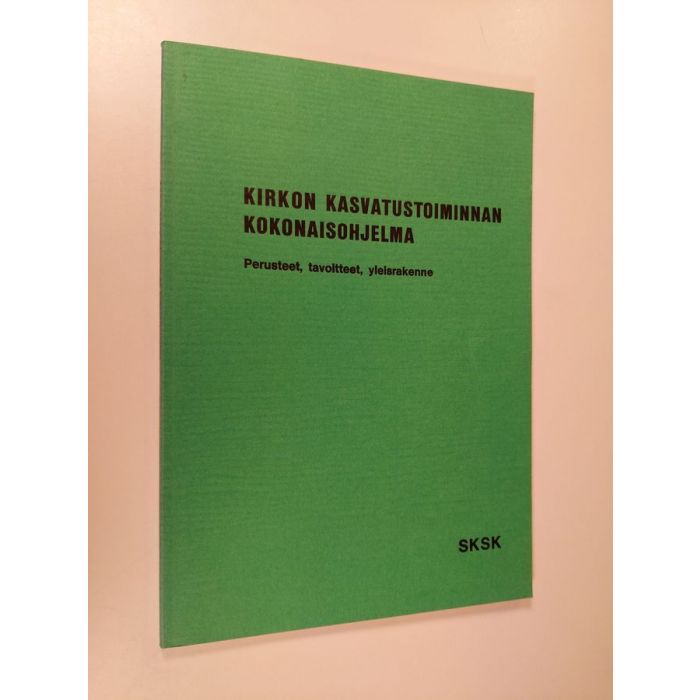 KIRKON KASVATUSTOIMINNAN
KOKONAISOHJELMA
Perusteet, tavoitteet, yleisrakenne
SKSK